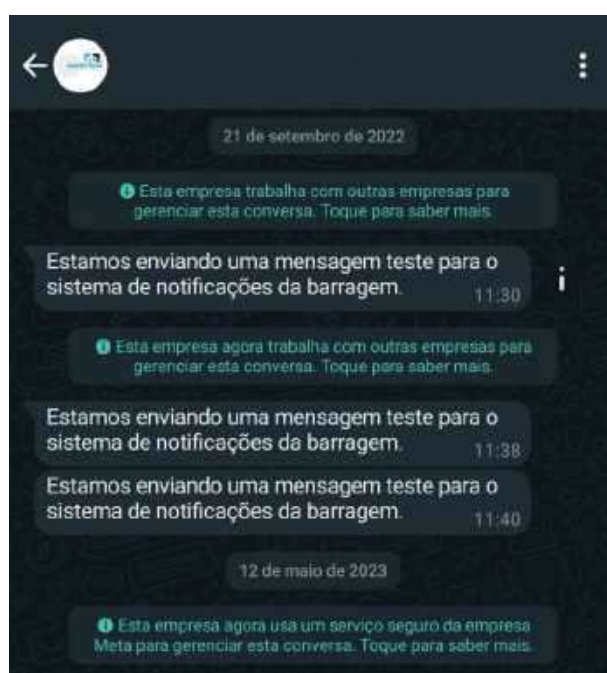 21 de setembro de 2022
Esta empresa trabalha com outras empresas para
gerenciar esta conversa. Toque para saber mais.
Estamos enviando uma mensagem teste para o
sistema de notificações da barragem.
11:30
Esta empresa agora trabalha com outras empresas para
gerenciar esta conversa. Toque para saber mais.
Estamos enviando uma mensagem teste para o
sistema de notificações da barragem.
11:38
Estamos enviando uma mensagem teste para o
sistema de notificações da barragem.
11:40
12 de maio de 2023
Esta empresa agora usa um serviço seguro da empresa
Meta para gerenciar esta conversa. Toque para saber mais.